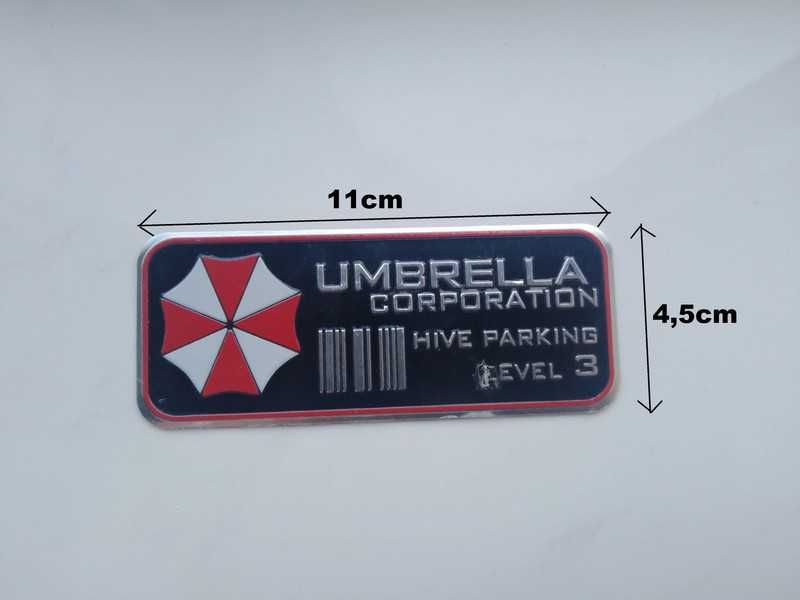 11cm
4,5cm
UMBRELLA
CORPORATION
HIVE PARKING
LEVEL 3